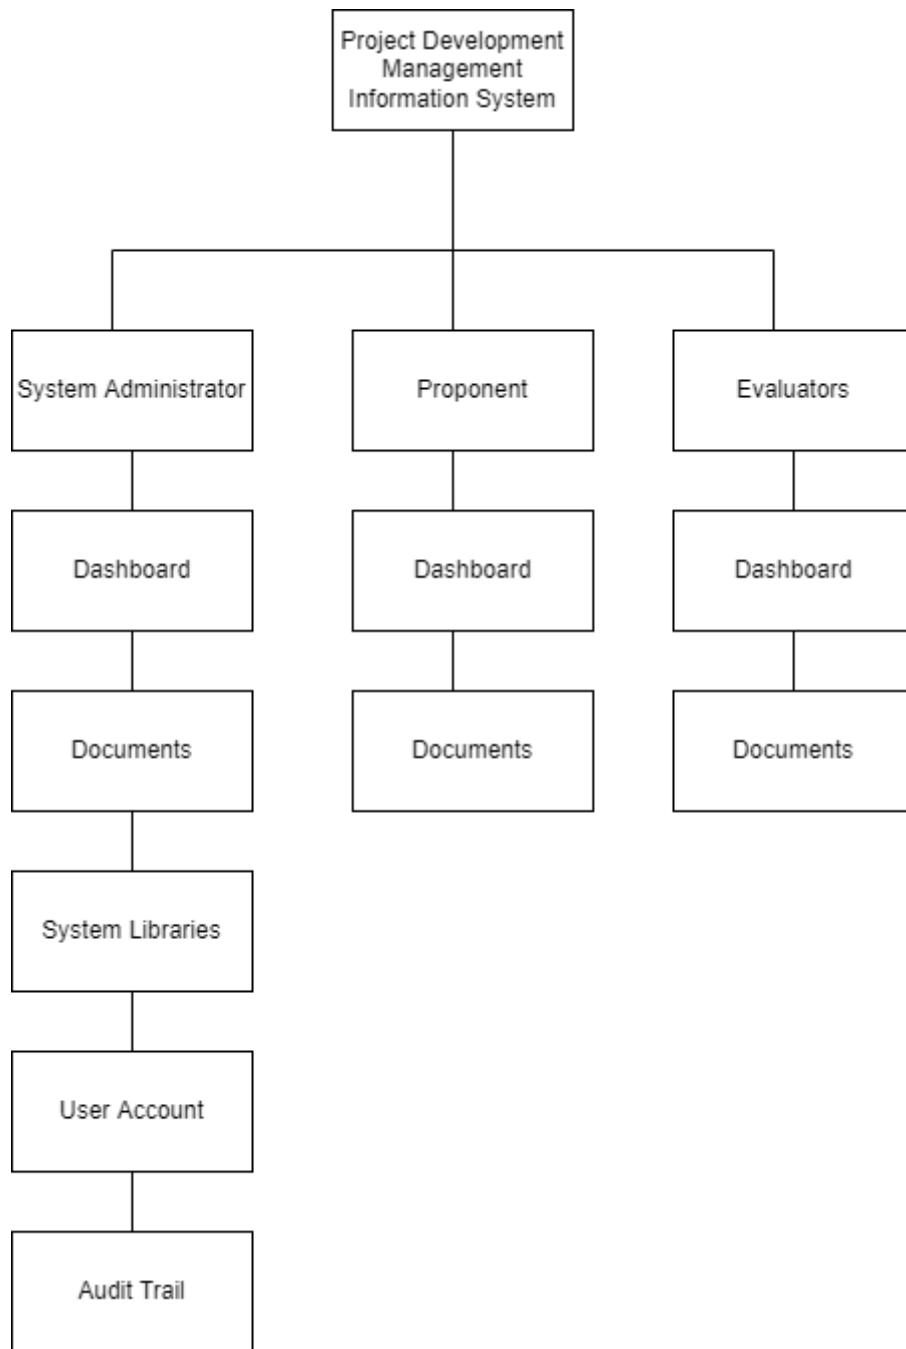 Project Development
Management
Information System
System Administrator
Proponent
Evaluators
Dashboard
Dashboard
Dashboard
Documents
Documents
Documents
System Libraries
User Account
Audit Trail